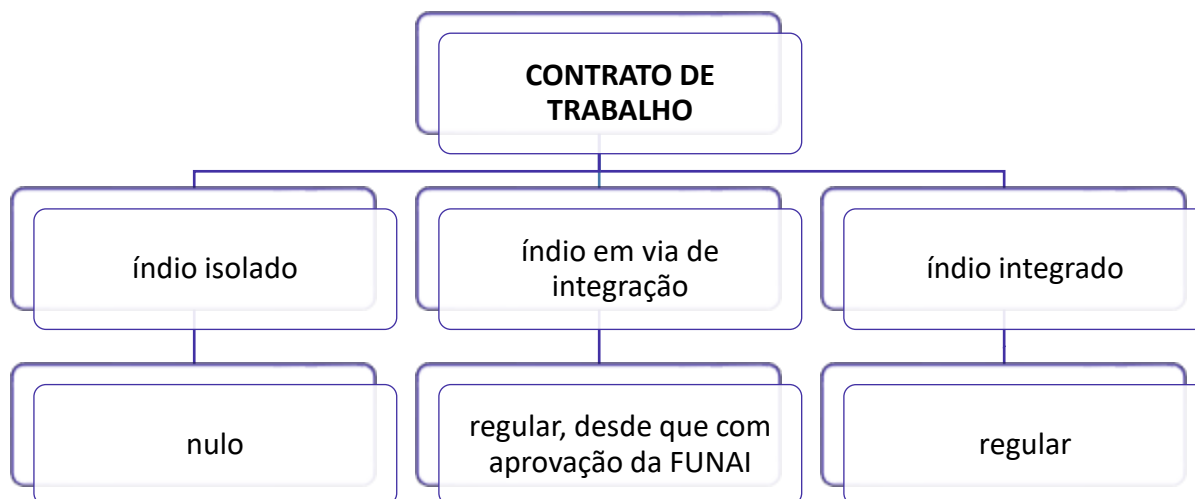 CONTRATO DE
TRABALHO
índio isolado
índio em via de
integração
índio integrado
nulo
regular, desde que com
aprovação da FUNAI
regular